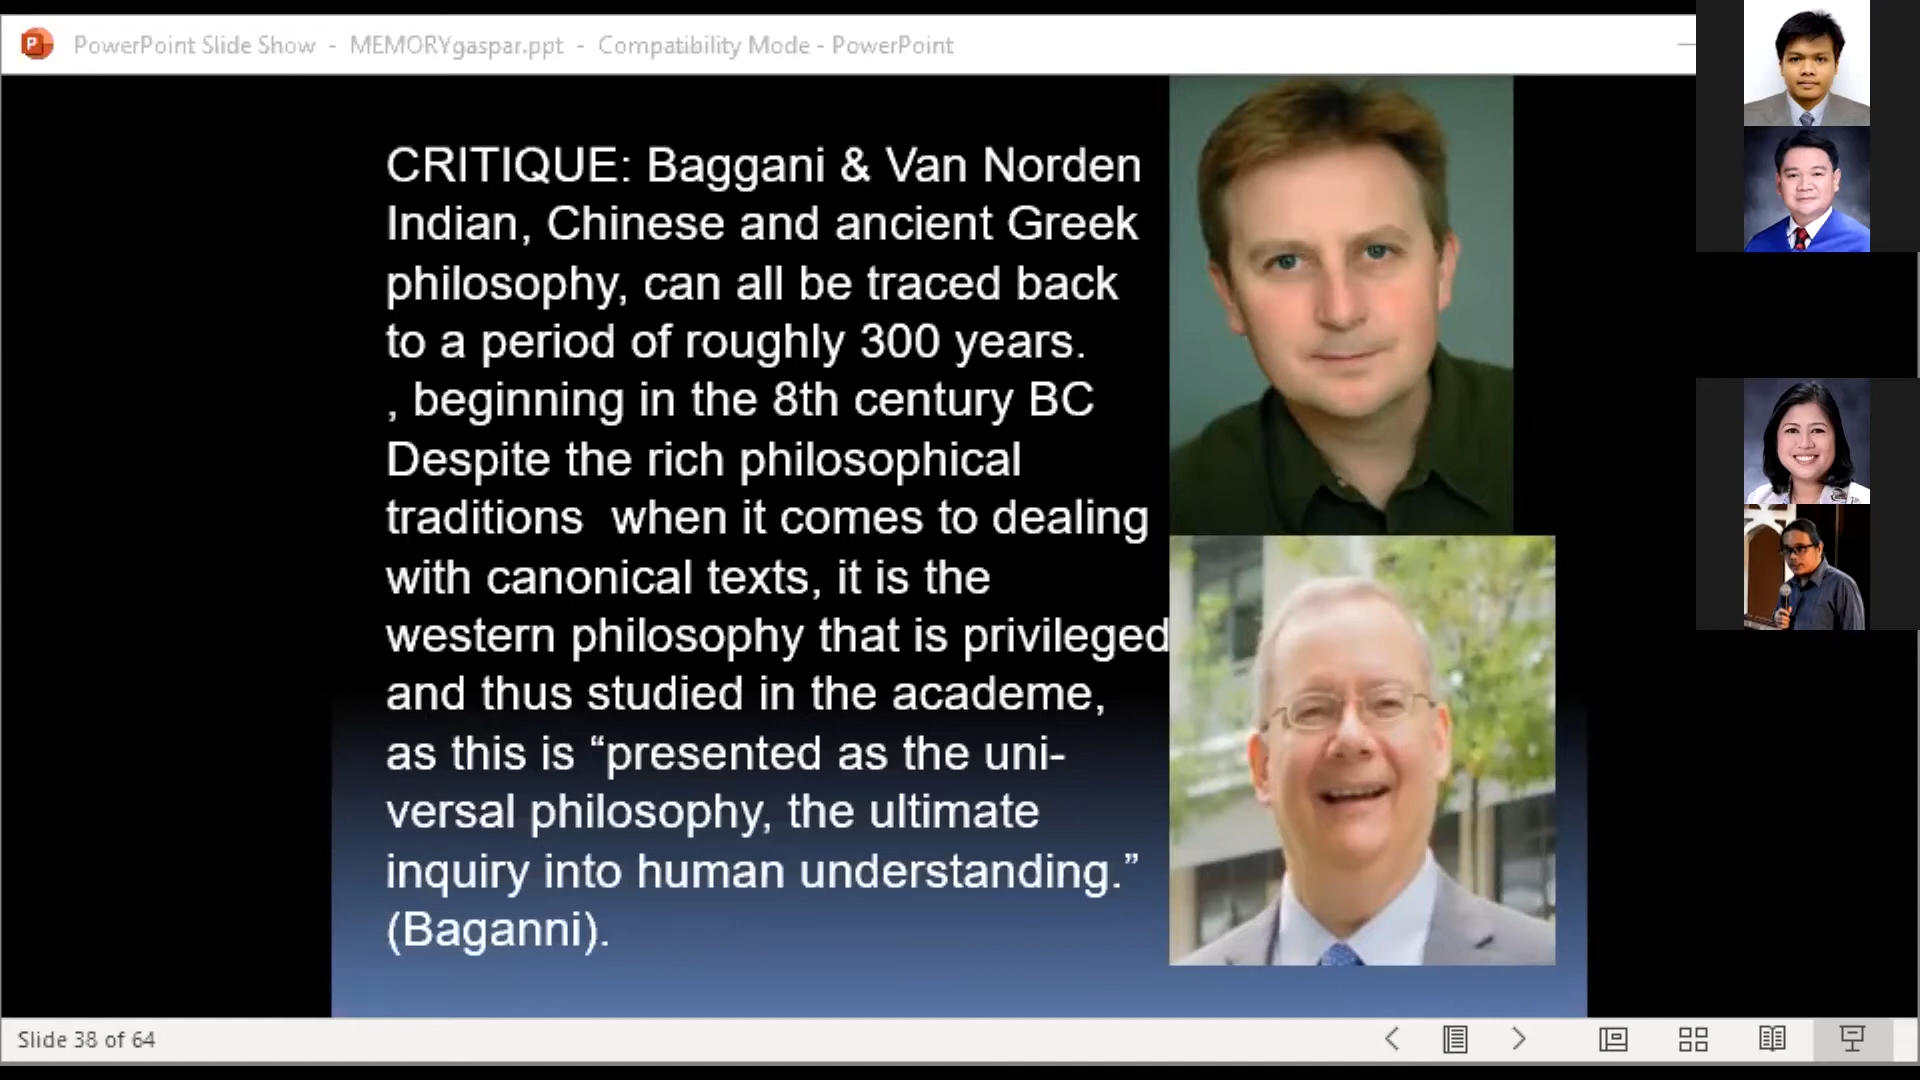 PowerPoint Slide Show - MEMORYgaspar.ppt - Compatibility Mode - PowerPoint
CRITIQUE: Baggani & Van Norden
Indian, Chinese and ancient Greek
philosophy, can all be traced back
to a period of roughly 300 years.
, beginning in the 8th century BC
Despite the rich philosophical
traditions when it comes to dealing
with canonical texts, it is the
western philosophy that is privileged
and thus studied in the academe,
as this is “presented as the uni-
versal philosophy, the ultimate
inquiry into human understanding.”
(Baganni).
Slide 38 of 64